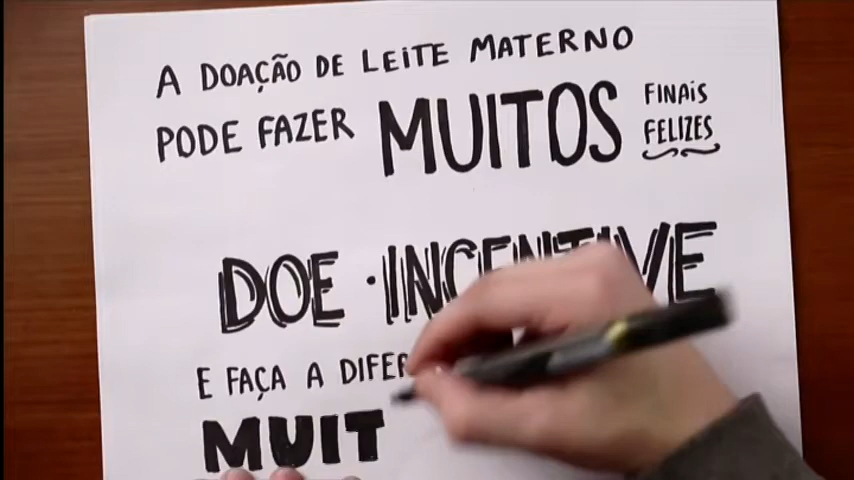 A DOAÇÃO DE LEiTE MATERNO
PODE FAZER MUITOS FINAiS FELIZES
DOE · INCENTIVE
E FAÇA A DIFER
MUIT